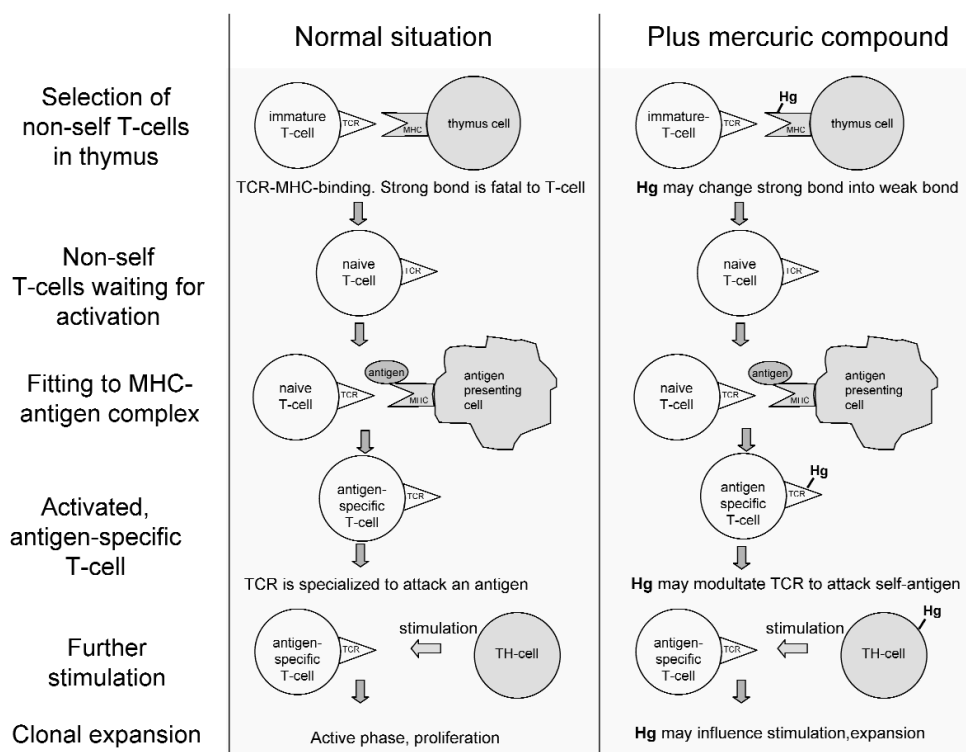 Normal situation
Plus mercuric compound
Selection of
non-self T-cells
in thymus
immature
T-cell
TCR
MHC
thymus cell
TCR-MHC-binding. Strong bond is fatal to T-cell
Hg
immature-
T-cell
TCR
MHC
thymus cell
Hg may change strong bond into weak bond
Non-self
T-cells waiting for
activation
naive
T-cell
TCR
naive
T-cell
TCR
Fitting to MHC-
antigen complex
naive
T-cell
TCR
antigen
MHC
antigen
presenting
cell
naive
T-cell
TCR
antigen
MHC
antigen
presenting
cell
Activated,
antigen-specific
T-cell
antigen-
specific
T-cell
TCR
TCR is specialized to attack an antigen
antigen
specific
T-cell
TCR
Hg
Hg may modultate TCR to attack self-antigen
Further
stimulation
antigen-
specific
T-cell
TCR
stimulation
TH-cell
antigen-
specific
T-cell
TCR
stimulation
Hg
TH-cell
Clonal expansion
Active phase, proliferation
Hg may influence stimulation,expansion